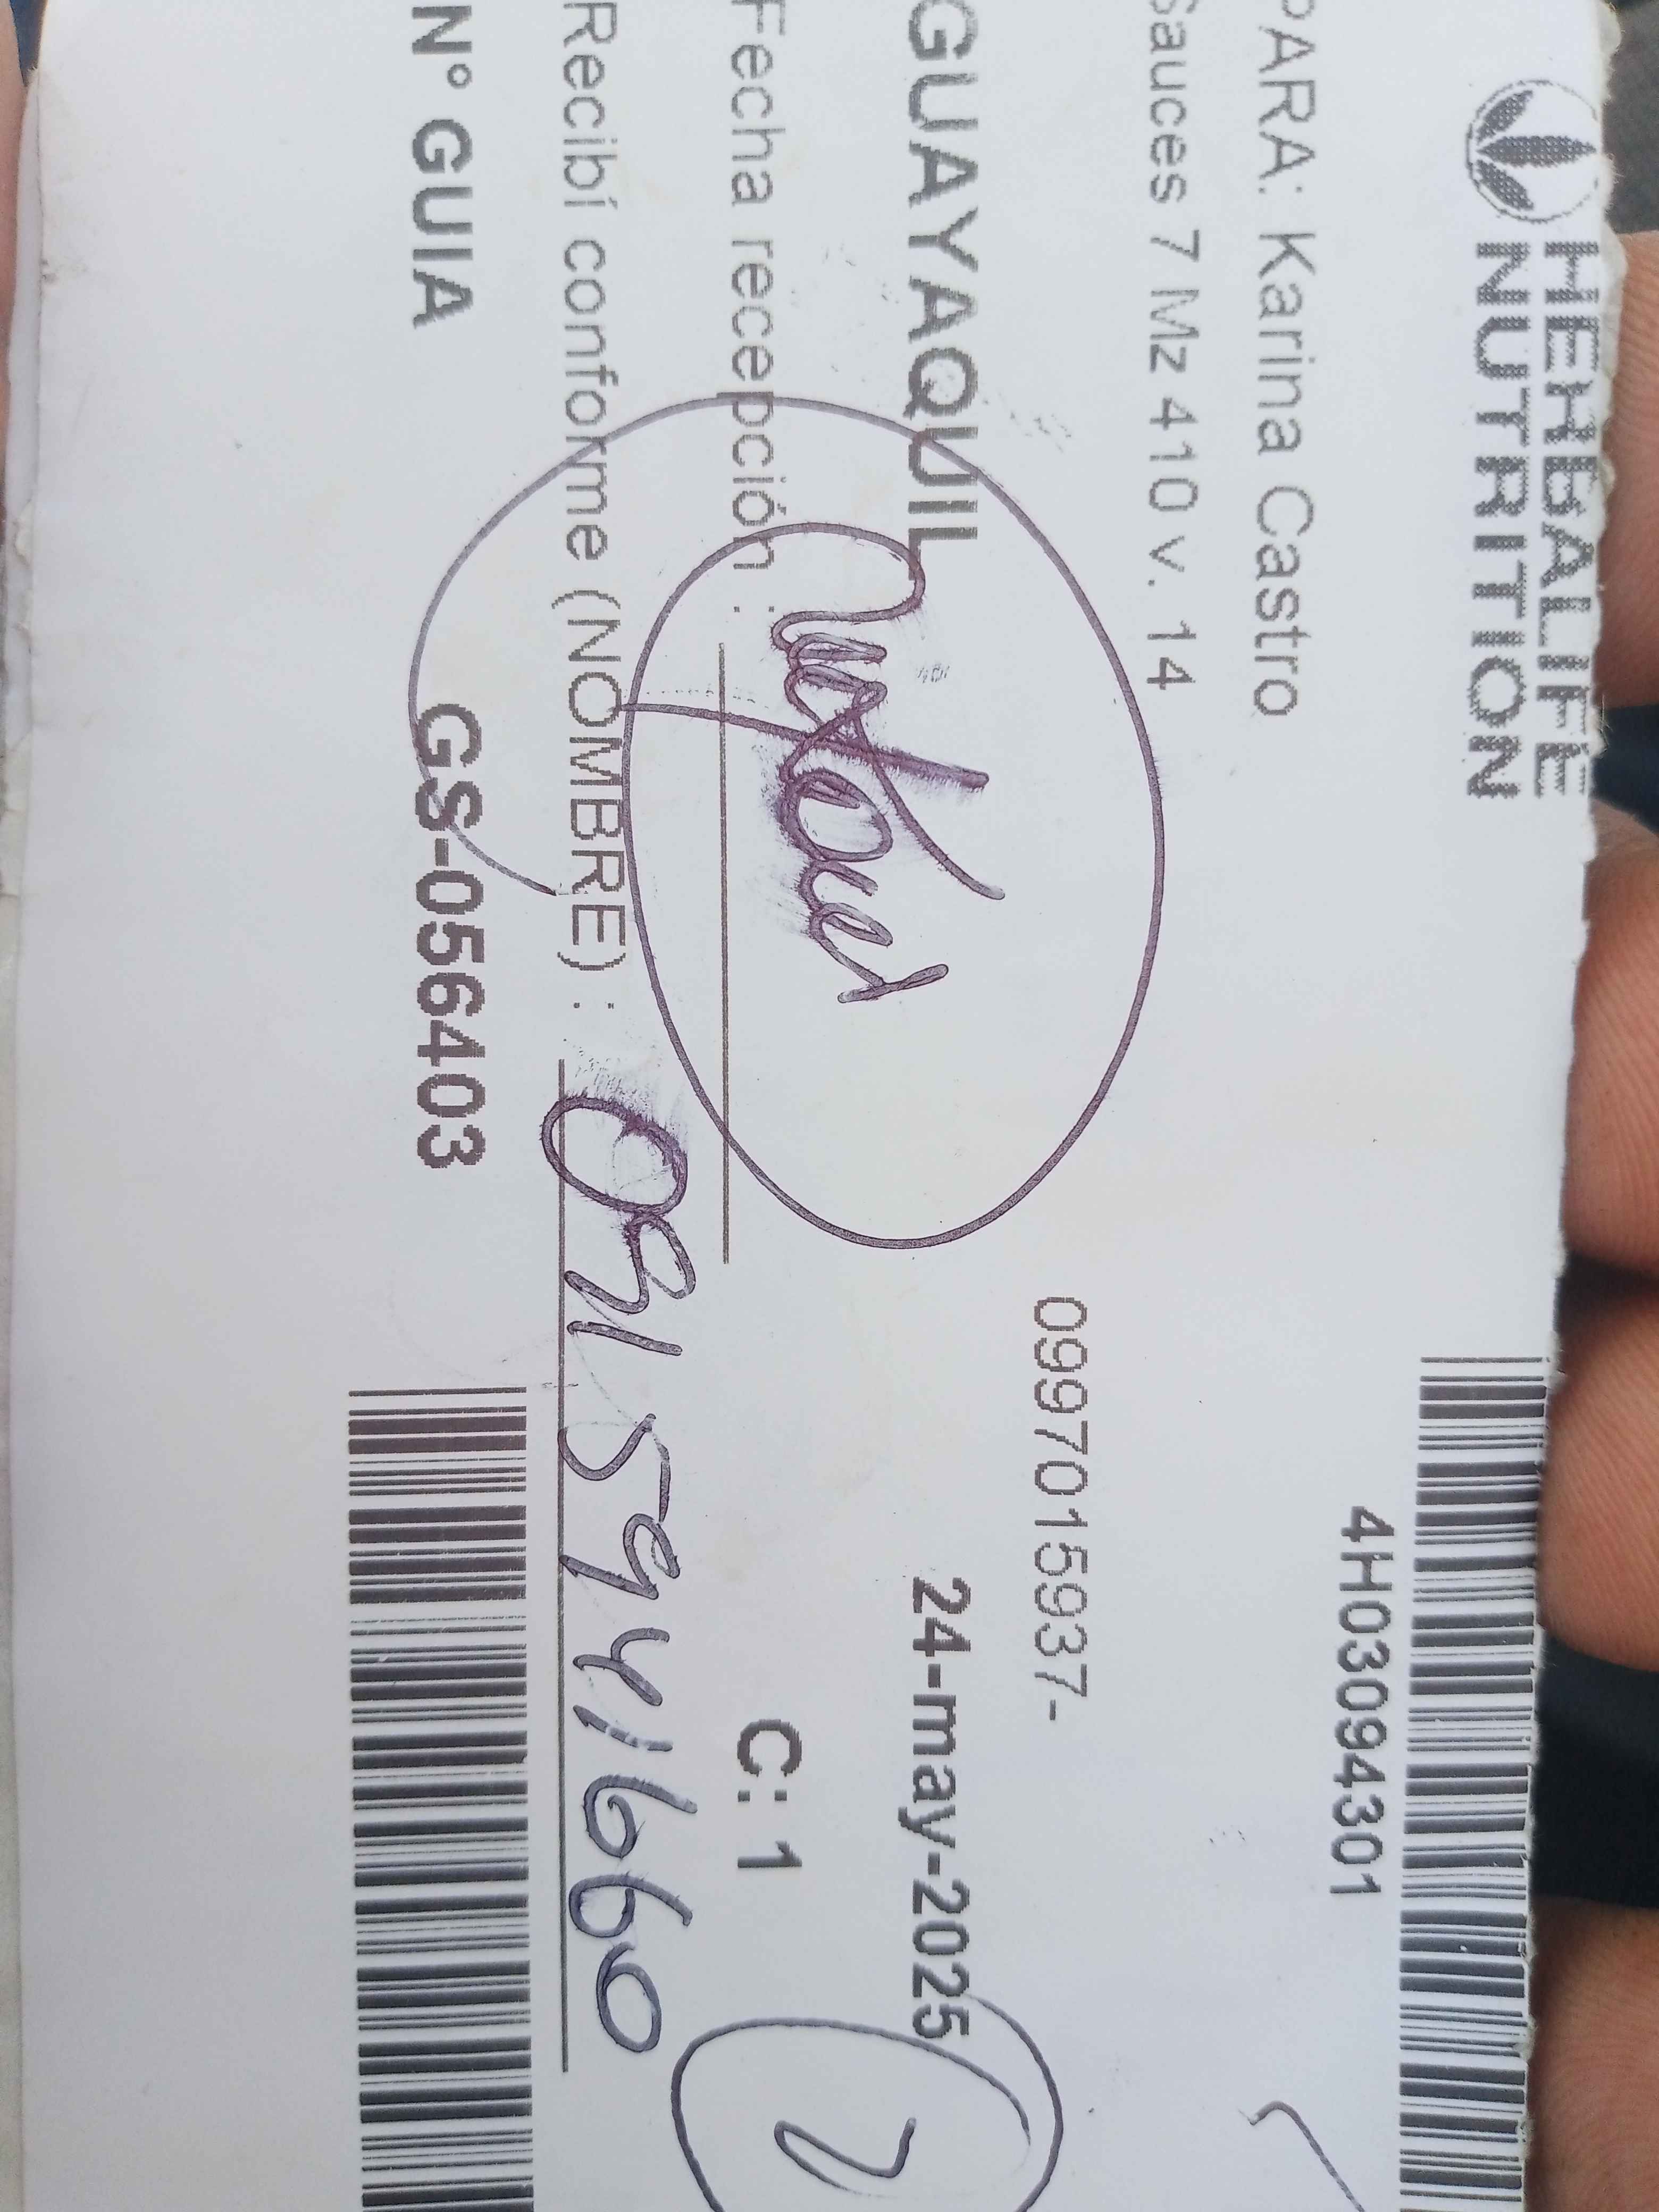 HERBALIFE
NUTRITION
4H03094301
PARA: Karina Castro
Sauces 7 Mz 410 v. 14
0997015937-
GUAYAQUIL
24-may-2025
Fecha recepción :
C: 1
Recibí conforme (NOMBRE) : 0915941660
N° GUIA GS-056403